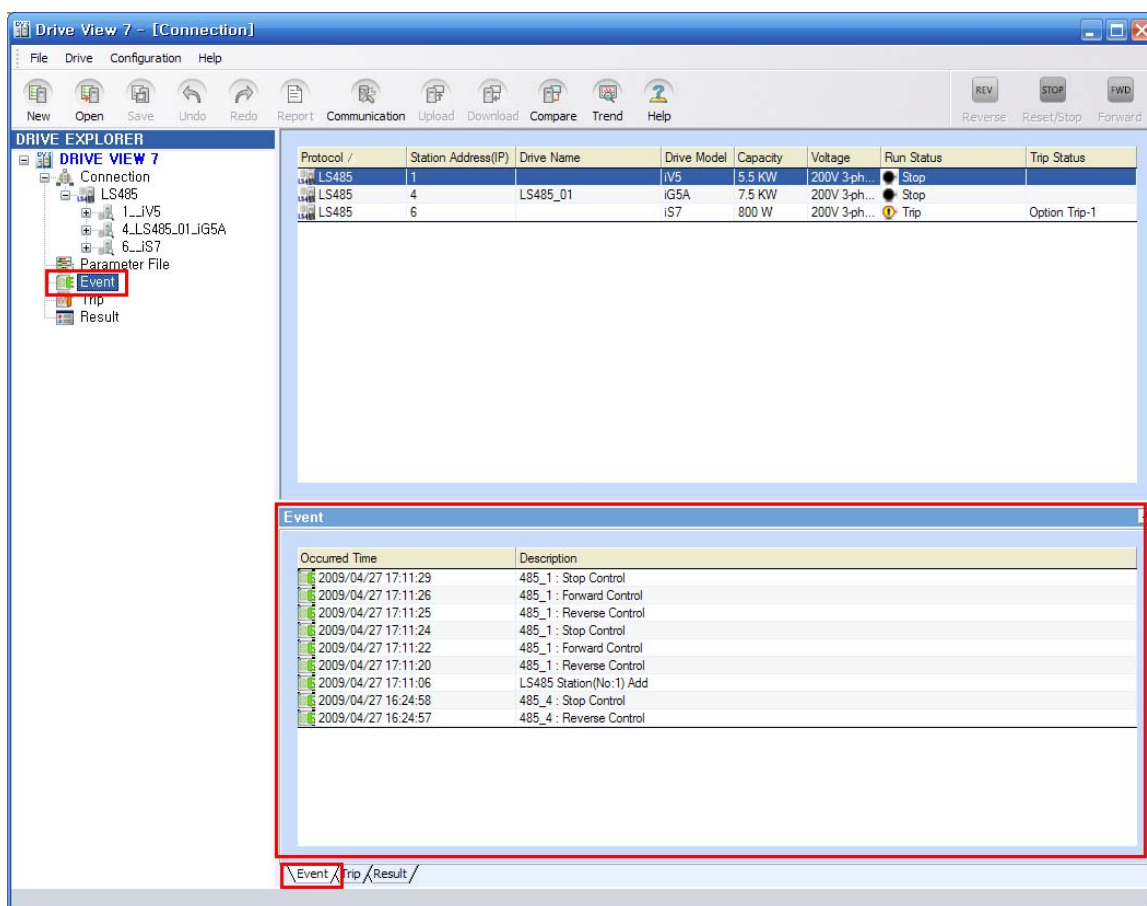 Drive View 7 - [Connection]
File Drive Configuration Help
New Open Save Undo Redo Report Communication Upload Download Compare Trend Help REV Reverse STOP Reset/Stop FWD Forward
DRIVE EXPLORER
DRIVE VIEW 7
Connection
LS485
1__iV5
4_LS485_01_iG5A
6__iS7
Parameter File
Event
Trip
Result
Protocol / Station Address(IP) Drive Name Drive Model Capacity Voltage Run Status Trip Status
LS485 1 iV5 5.5 KW 200V 3-ph... Stop
LS485 4 LS485_01 iG5A 7.5 KW 200V 3-ph... Stop
LS485 6 iS7 800 W 200V 3-ph... Trip Option Trip-1
Event
Occurred Time Description
2009/04/27 17:11:29 485_1 : Stop Control
2009/04/27 17:11:26 485_1 : Forward Control
2009/04/27 17:11:25 485_1 : Reverse Control
2009/04/27 17:11:24 485_1 : Stop Control
2009/04/27 17:11:22 485_1 : Forward Control
2009/04/27 17:11:20 485_1 : Reverse Control
2009/04/27 17:11:06 LS485 Station(No:1) Add
2009/04/27 16:24:58 485_4 : Stop Control
2009/04/27 16:24:57 485_4 : Reverse Control
Event Trip Result